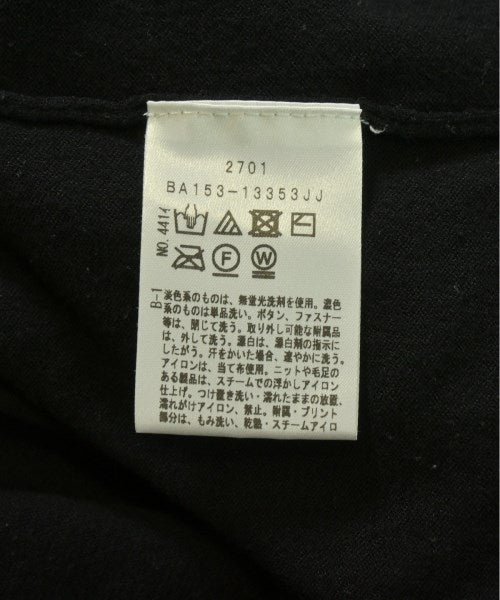 2701
BA153-13353JJ
NO.4414
F
W
B-1
淡色系のものは、無蛍光洗剤を使用。濃色
系のものは単品洗い。ボタン、ファスナー
等は、閉じて洗う。取り外し可能な附属品
は、外して洗う。漂白は、漂白剤の指示に
したがう。汗をかいた場合、速やかに洗う。
アイロンは、当て布使用。ニットや毛足の
ある製品は、スチームでの浮かしアイロン
仕上げ。つけ置き洗い・濡れたままの放置、
濡れがけアイロン、禁止。附属・プリント
部分は、もみ洗い、乾熱・スチームアイロ